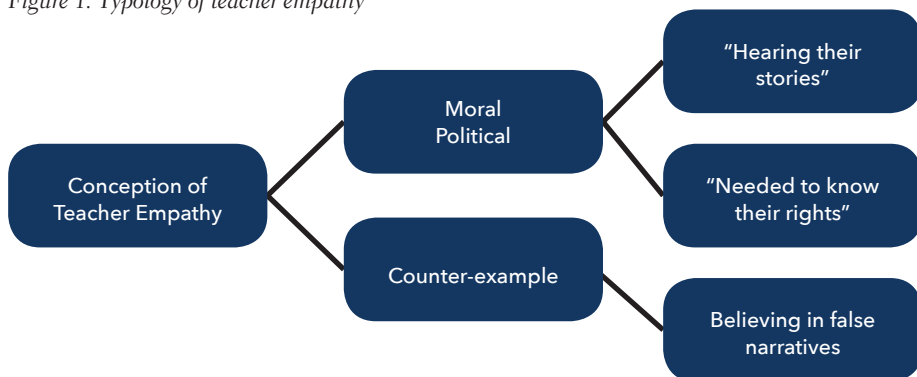 Figure 1. Typology of teacher empathy
Conception of
Teacher Empathy
Moral
Political
Counter-example
“Hearing their
stories”
“Needed to know
their rights”
Believing in false
narratives